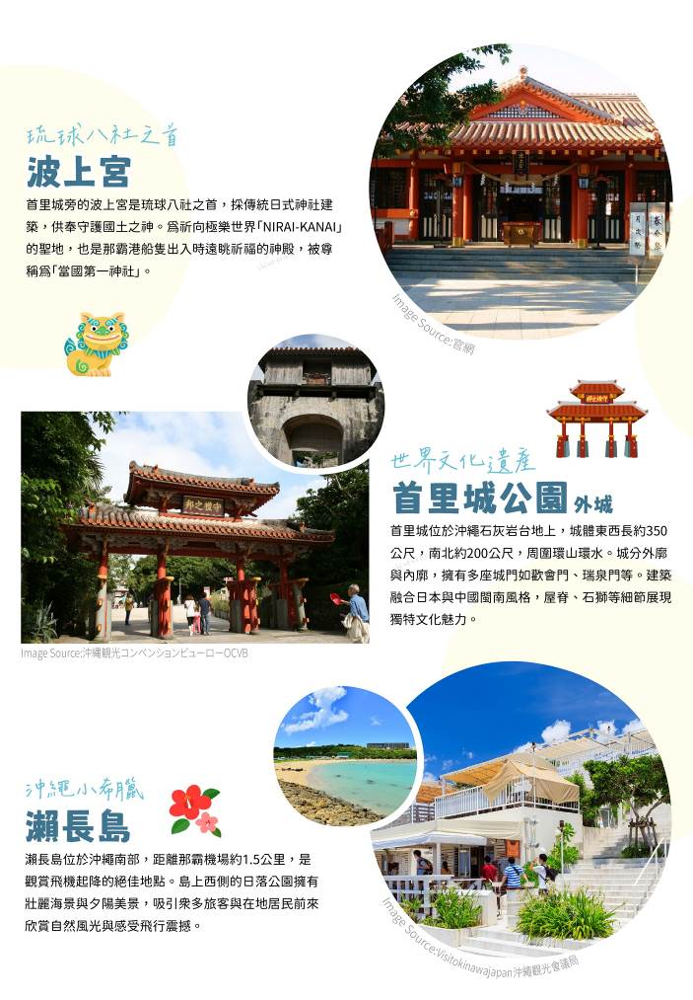 琉球八社之首
波上宮
首里城旁的波上宮是琉球八社之首，採傳統日式神社建
築，供奉守護國土之神。為祈向極樂世界「NIRAI-KANAI」
的聖地，也是那霸港船隻出入時遠眺祈福的神殿，被尊
稱為「當國第一神社」。
月次祭
春分祭
Image Source:官網
守禮之邦
世界文化遺產
首里城公園 外城
首里城位於沖繩石灰岩台地上，城體東西長約350
公尺，南北約200公尺，周圍環山環水。城分外廓
與內廓，擁有多座城門如歡會門、瑞泉門等。建築
融合日本與中國閩南風格，屋脊、石獅等細節展現
獨特文化魅力。
Image Source:沖縄観光コンベンションビューローOCVB
沖繩小希臘
瀨長島
瀨長島位於沖繩南部，距離那霸機場約1.5公里，是
觀賞飛機起降的絕佳地點。島上西側的日落公園擁有
壯麗海景與夕陽美景，吸引眾多旅客與在地居民前來
欣賞自然風光與感受飛行震撼。
Image Source:Visitokinawajapan沖繩觀光會議局